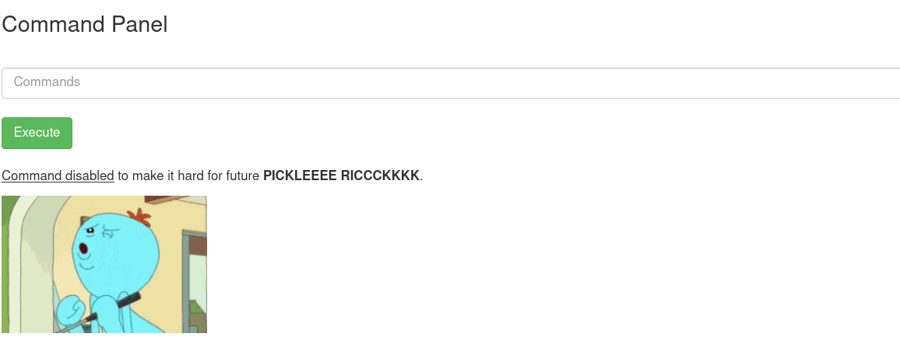 Command Panel
Commands
Execute
Command disabled to make it hard for future PICKLEEEE RICCCKKKK.